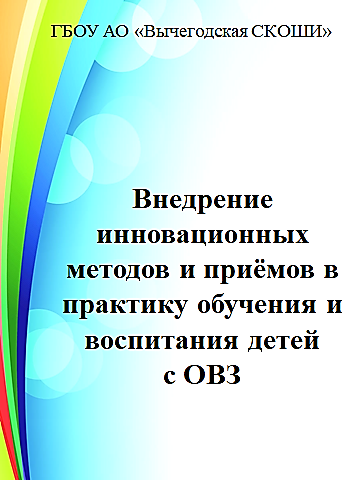 ГБОУ АО «Вычегодская СКОШИ»
Внедрение
инновационных
методов и приёмов в
практику обучения и
воспитания детей
с ОВЗ